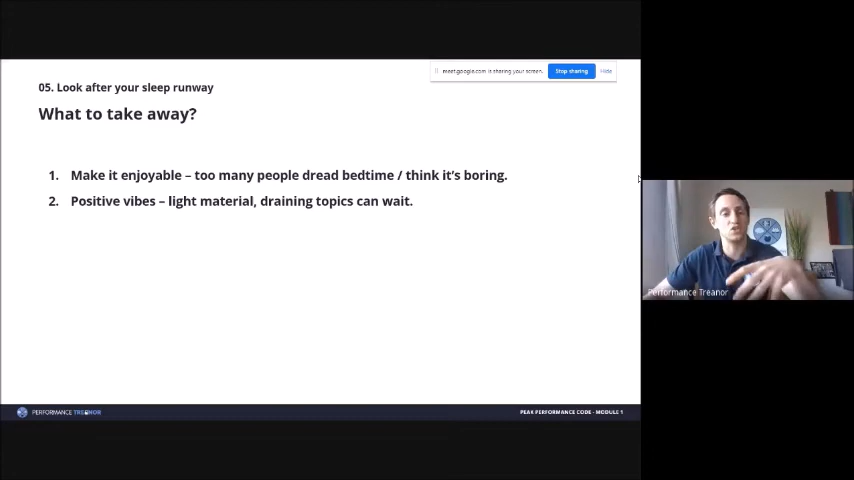 meet.google.com is sharing your screen. Stop sharing Hide
05. Look after your sleep runway
What to take away?
1. Make it enjoyable – too many people dread bedtime / think it's boring.
2. Positive vibes – light material, draining topics can wait.
Performance Treanor
PERFORMANCE TREANOR
PEAK PERFORMANCE CODE - MODULE 1